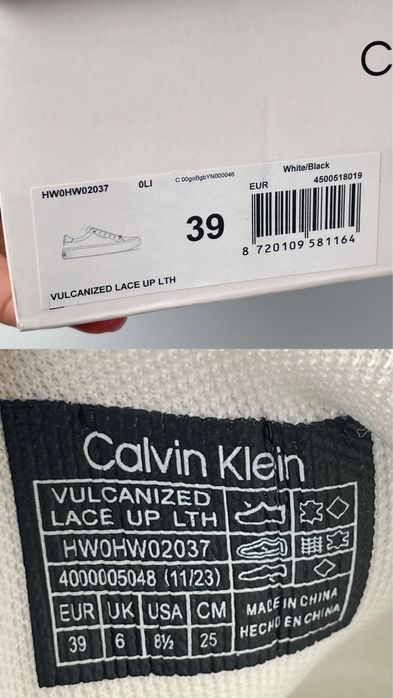 C
HW0HW02037 0LI C 00goBgbYN000046 White/Black
EUR 4500518019
39
8 720109 581164
VULCANIZED LACE UP LTH
Calvin Klein
VULCANIZED
LACE UP LTH
HW0HW02037
4000005048 (11/23)
EUR UK USA CM
39 6 8½ 25
MADE IN CHINA
HECHO EN CHINA